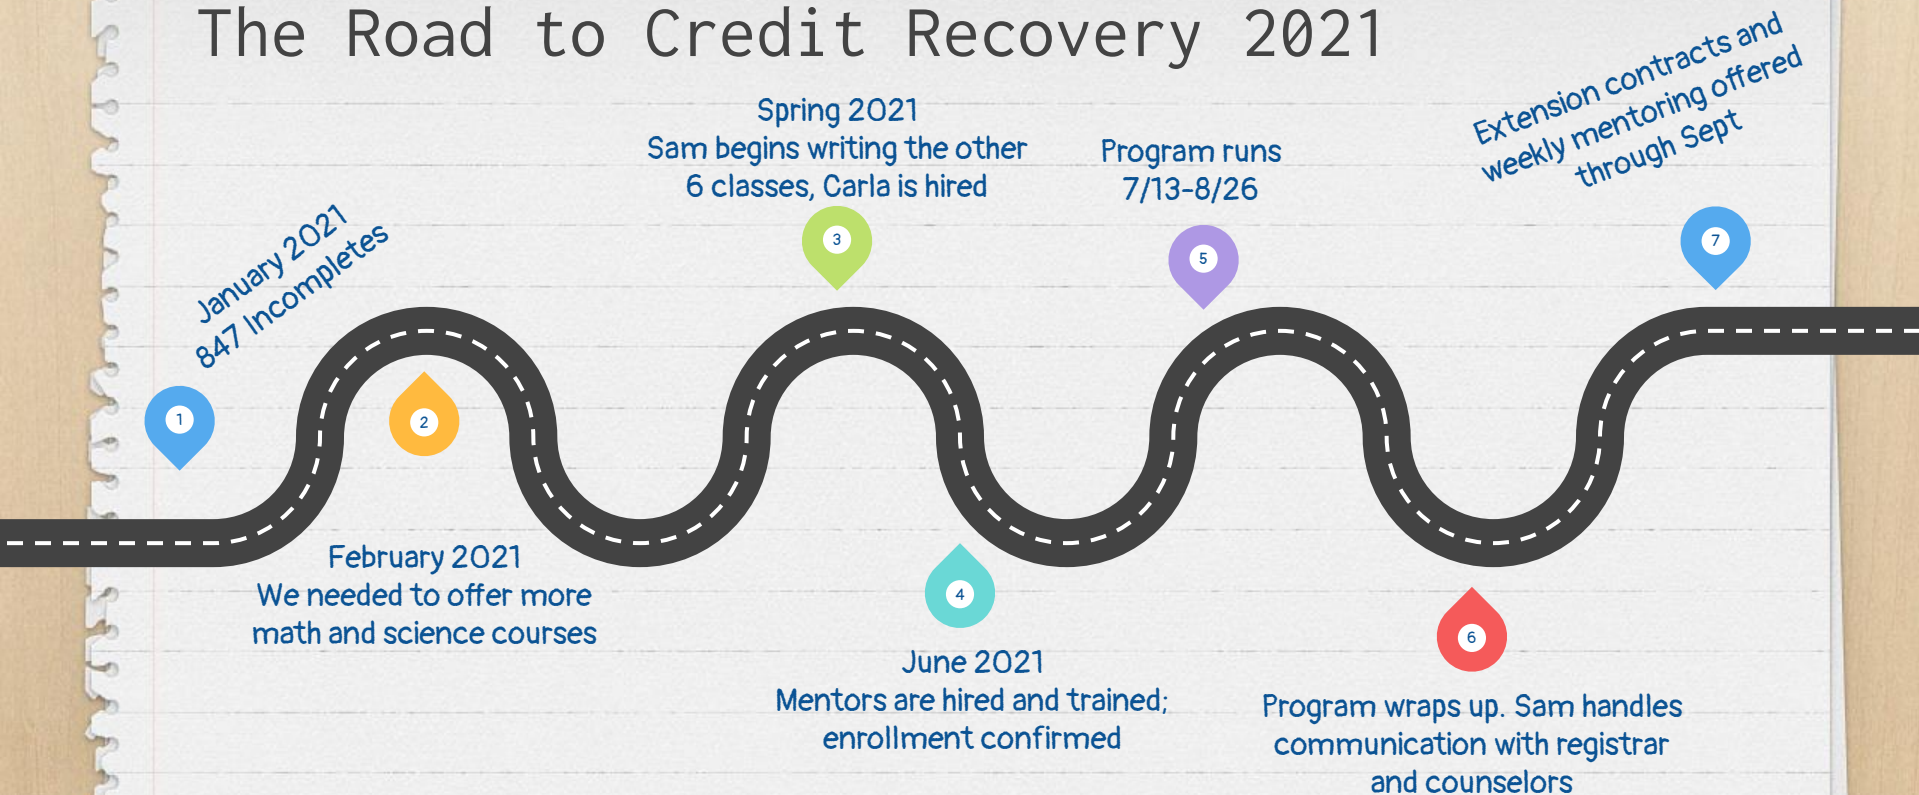 The Road to Credit Recovery 2021
January 2021
847 Incompletes
1
2
February 2021
We needed to offer more
math and science courses
Spring 2021
Sam begins writing the other
6 classes, Carla is hired
3
4
June 2021
Mentors are hired and trained;
enrollment confirmed
Program runs
7/13-8/26
5
6
Program wraps up. Sam handles
communication with registrar
and counselors
Extension contracts and
weekly mentoring offered
through Sept
7